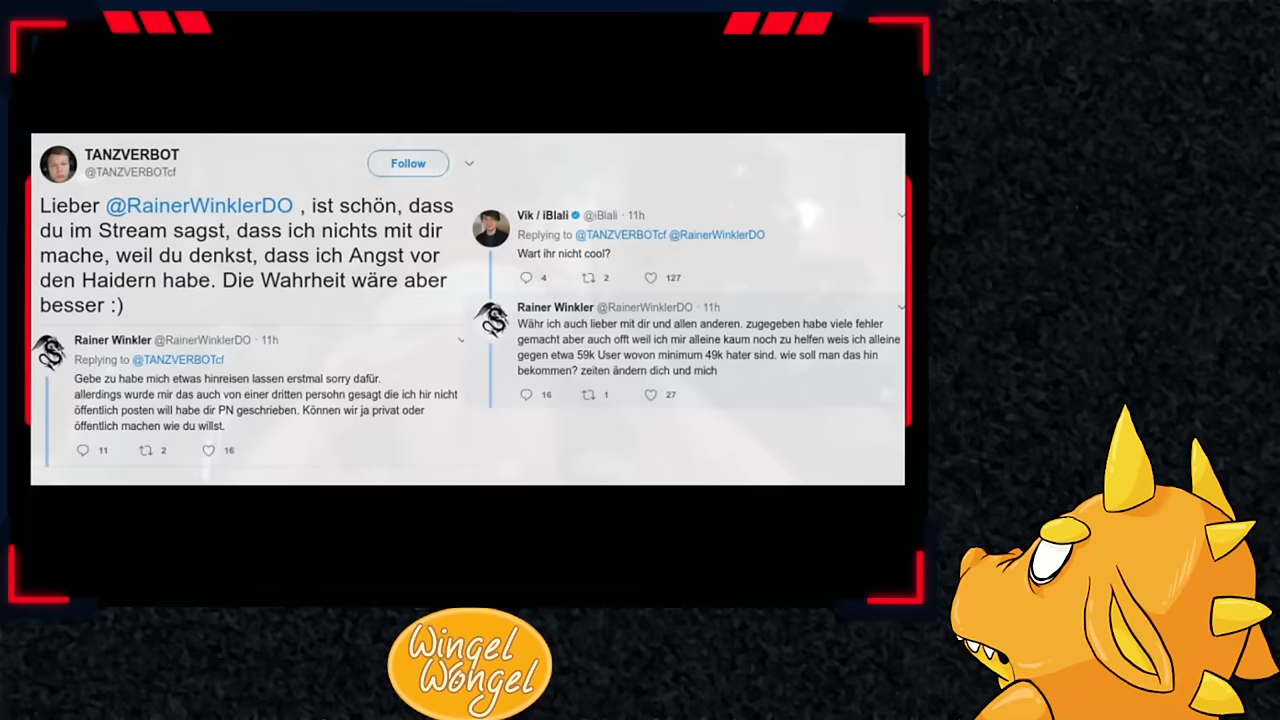 TANZVERBOT
@TANZVERBOTcf
Follow
Lieber @RainerWinklerDO , ist schön, dass
du im Stream sagst, dass ich nichts mit dir
mache, weil du denkst, dass ich Angst vor
den Haidern habe. Die Wahrheit wäre aber
besser :)
Rainer Winkler @RainerWinklerDO · 11h
Replying to @TANZVERBOTcf
Gebe zu habe mich etwas hinreisen lassen erstmal sorry dafür.
allerdings wurde mir das auch von einer dritten persohn gesagt die ich hir nicht
öffentlich posten will habe dir PN geschrieben. Können wir ja privat oder
öffentlich machen wie du willst.
11 2 16
Vik / iBlali @iBlali · 11h
Replying to @TANZVERBOTcf @RainerWinklerDO
Wart ihr nicht cool?
4 2 127
Rainer Winkler @RainerWinklerDO · 11h
Währ ich auch lieber mit dir und allen anderen. zugegeben habe viele fehler
gemacht aber auch offt weil ich mir alleine kaum noch zu helfen weis ich alleine
gegen etwa 59k User wovon minimum 49k hater sind. wie soll man das hin
bekommen? zeiten ändern dich und mich
16 1 27
Wingel
Wongel